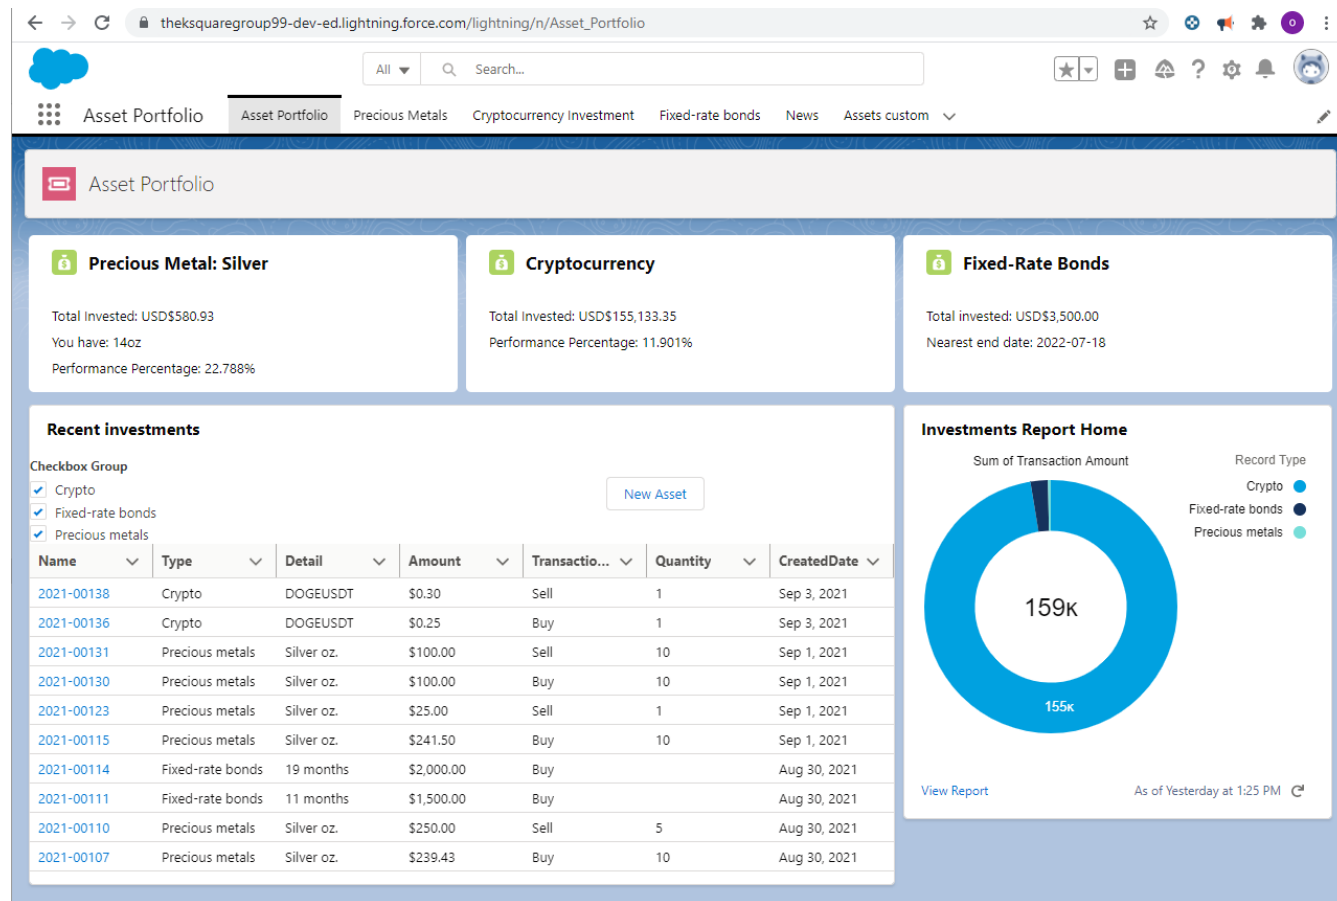 theksquaregroup99-dev-ed.lightning.force.com/lightning/n/Asset_Portfolio
O
All
Search...
Asset Portfolio
Asset Portfolio
Precious Metals
Cryptocurrency Investment
Fixed-rate bonds
News
Assets custom
Asset Portfolio
Precious Metal: Silver
Total Invested: USD$580.93
You have: 14oz
Performance Percentage: 22.788%
Cryptocurrency
Total Invested: USD$155,133.35
Performance Percentage: 11.901%
Fixed-Rate Bonds
Total invested: USD$3,500.00
Nearest end date: 2022-07-18
Recent investments
Checkbox Group
Crypto
Fixed-rate bonds
Precious metals
New Asset
Name Type Detail Amount Transactio... Quantity CreatedDate
2021-00138 Crypto DOGEUSDT $0.30 Sell 1 Sep 3, 2021
2021-00136 Crypto DOGEUSDT $0.25 Buy 1 Sep 3, 2021
2021-00131 Precious metals Silver oz. $100.00 Sell 10 Sep 1, 2021
2021-00130 Precious metals Silver oz. $100.00 Buy 10 Sep 1, 2021
2021-00123 Precious metals Silver oz. $25.00 Sell 1 Sep 1, 2021
2021-00115 Precious metals Silver oz. $241.50 Buy 10 Sep 1, 2021
2021-00114 Fixed-rate bonds 19 months $2,000.00 Buy Aug 30, 2021
2021-00111 Fixed-rate bonds 11 months $1,500.00 Buy Aug 30, 2021
2021-00110 Precious metals Silver oz. $250.00 Sell 5 Aug 30, 2021
2021-00107 Precious metals Silver oz. $239.43 Buy 10 Aug 30, 2021
Investments Report Home
Sum of Transaction Amount
Record Type
Crypto
Fixed-rate bonds
Precious metals
159K
155K
View Report
As of Yesterday at 1:25 PM